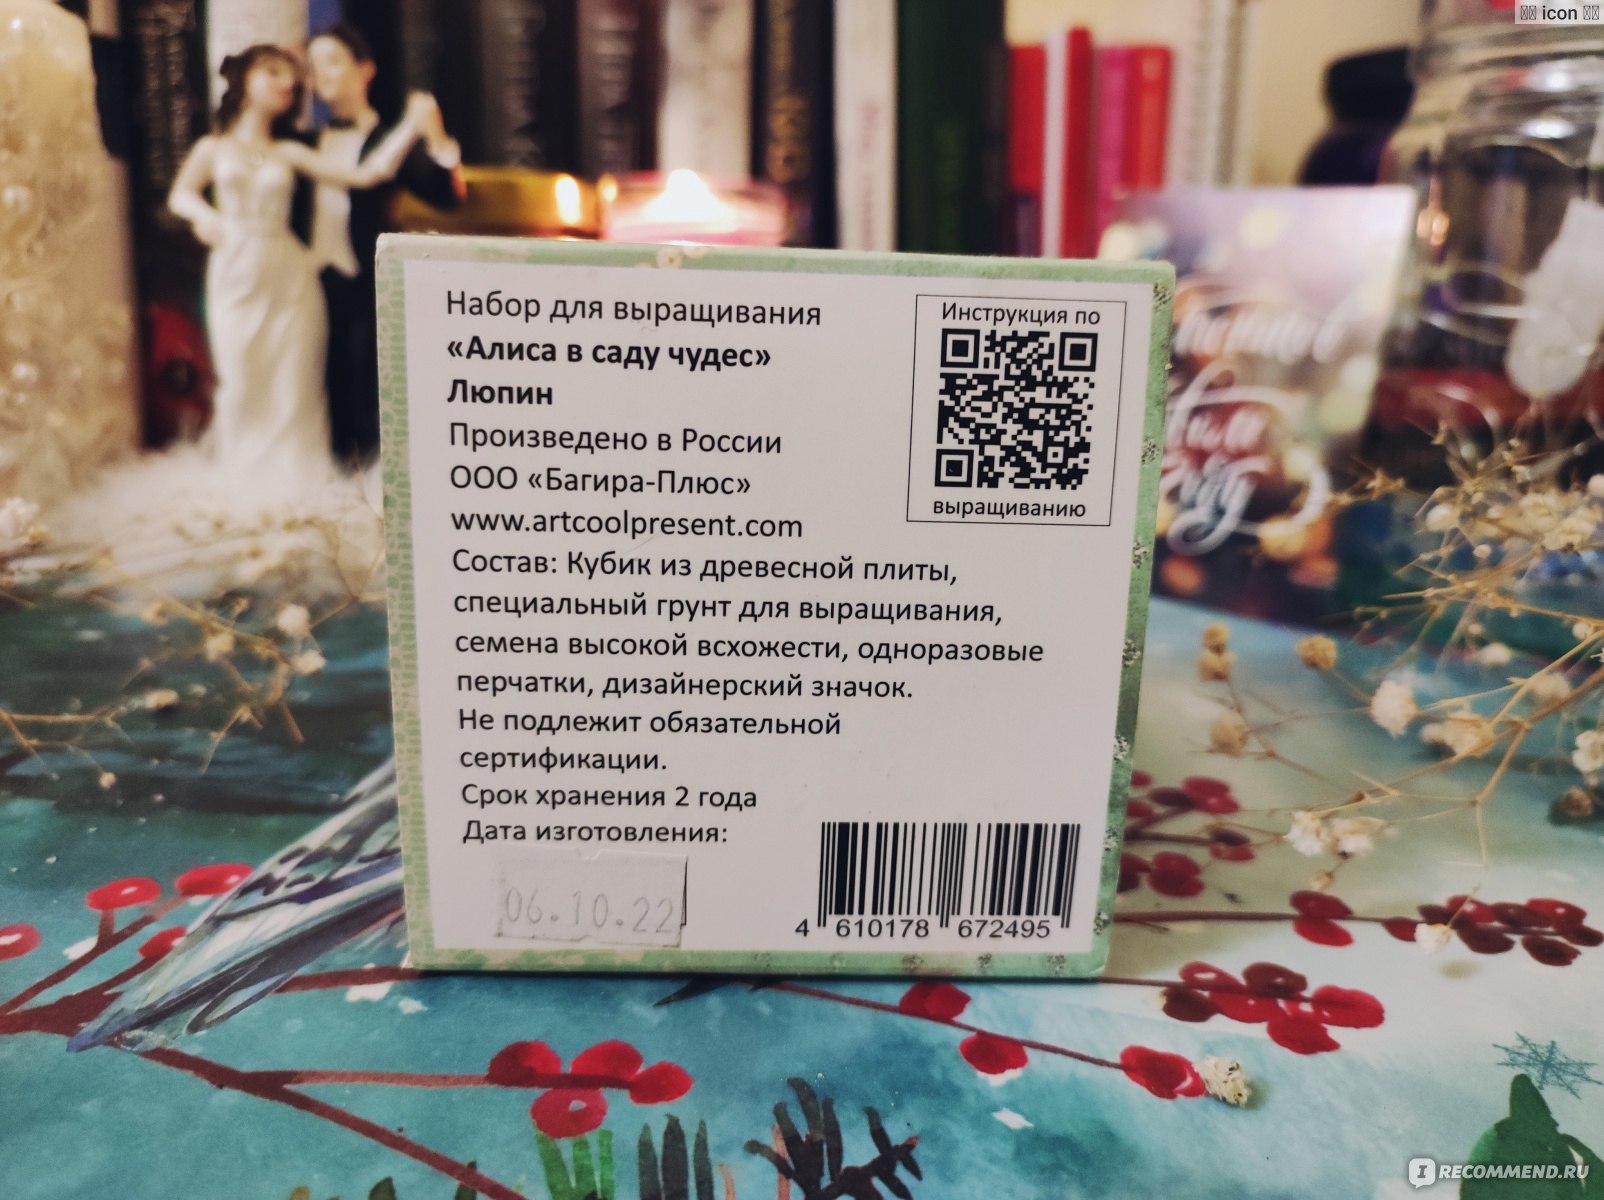 icon
Набор для выращивания
«Алиса в саду чудес»
Люпин
Произведено в России
ООО «Багира-Плюс»
www.artcoolpresent.com
Состав: Кубик из древесной плиты,
специальный грунт для выращивания,
семена высокой всхожести, одноразовые
перчатки, дизайнерский значок.
Не подлежит обязательной
сертификации.
Срок хранения 2 года
Дата изготовления:
06.10.22
Инструкция по
выращиванию
4 610178 672495
IRECOMMEND.RU